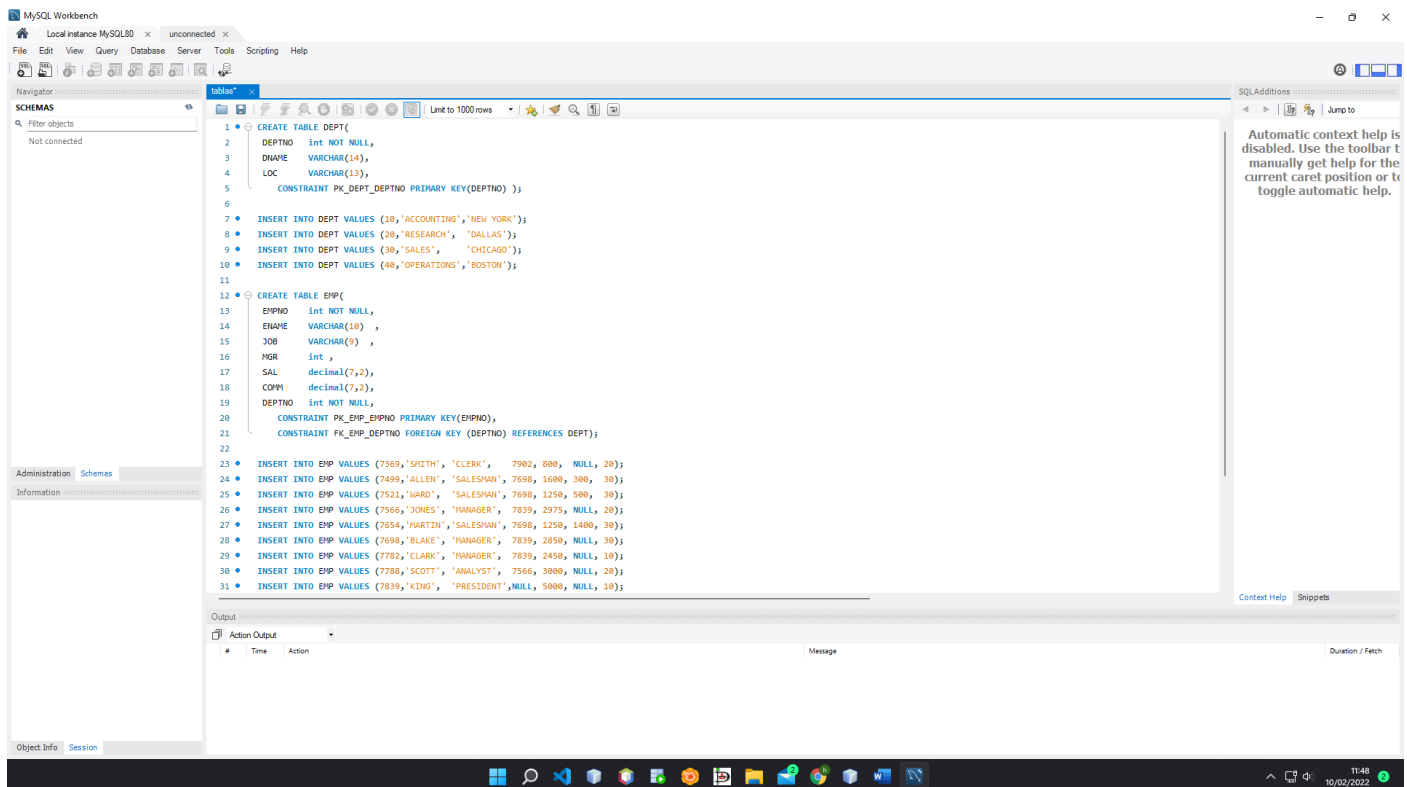 MySQL Workbench
Local instance MySQL80 × unconnected ×
File Edit View Query Database Server Tools Scripting Help
Navigator
SCHEMAS
Filter objects
Not connected
Administration Schemas
Information
Object Info Session
tablas* ×
Limit to 1000 rows
1 CREATE TABLE DEPT(
2 DEPTNO int NOT NULL,
3 DNAME VARCHAR(14),
4 LOC VARCHAR(13),
5 CONSTRAINT PK_DEPT_DEPTNO PRIMARY KEY(DEPTNO) );
6
7 INSERT INTO DEPT VALUES (10,'ACCOUNTING','NEW YORK');
8 INSERT INTO DEPT VALUES (20,'RESEARCH', 'DALLAS');
9 INSERT INTO DEPT VALUES (30,'SALES', 'CHICAGO');
10 INSERT INTO DEPT VALUES (40,'OPERATIONS','BOSTON');
11
12 CREATE TABLE EMP(
13 EMPNO int NOT NULL,
14 ENAME VARCHAR(10) ,
15 JOB VARCHAR(9) ,
16 MGR int ,
17 SAL decimal(7,2),
18 COMM decimal(7,2),
19 DEPTNO int NOT NULL,
20 CONSTRAINT PK_EMP_EMPNO PRIMARY KEY(EMPNO),
21 CONSTRAINT FK_EMP_DEPTNO FOREIGN KEY (DEPTNO) REFERENCES DEPT);
22
23 INSERT INTO EMP VALUES (7369,'SMITH', 'CLERK', 7902, 800, NULL, 20);
24 INSERT INTO EMP VALUES (7499,'ALLEN', 'SALESMAN', 7698, 1600, 300, 30);
25 INSERT INTO EMP VALUES (7521,'WARD', 'SALESMAN', 7698, 1250, 500, 30);
26 INSERT INTO EMP VALUES (7566,'JONES', 'MANAGER', 7839, 2975, NULL, 20);
27 INSERT INTO EMP VALUES (7654,'MARTIN','SALESMAN', 7698, 1250, 1400, 30);
28 INSERT INTO EMP VALUES (7698,'BLAKE', 'MANAGER', 7839, 2850, NULL, 30);
29 INSERT INTO EMP VALUES (7782,'CLARK', 'MANAGER', 7839, 2450, NULL, 10);
30 INSERT INTO EMP VALUES (7788,'SCOTT', 'ANALYST', 7566, 3000, NULL, 20);
31 INSERT INTO EMP VALUES (7839,'KING', 'PRESIDENT',NULL, 5000, NULL, 10);
Output
Action Output
# Time Action Message Duration / Fetch
SQLAdditions
Jump to
Automatic context help is
disabled. Use the toolbar t
manually get help for the
current caret position or to
toggle automatic help.
Context Help Snippets
11:48
10/02/2022
2
2